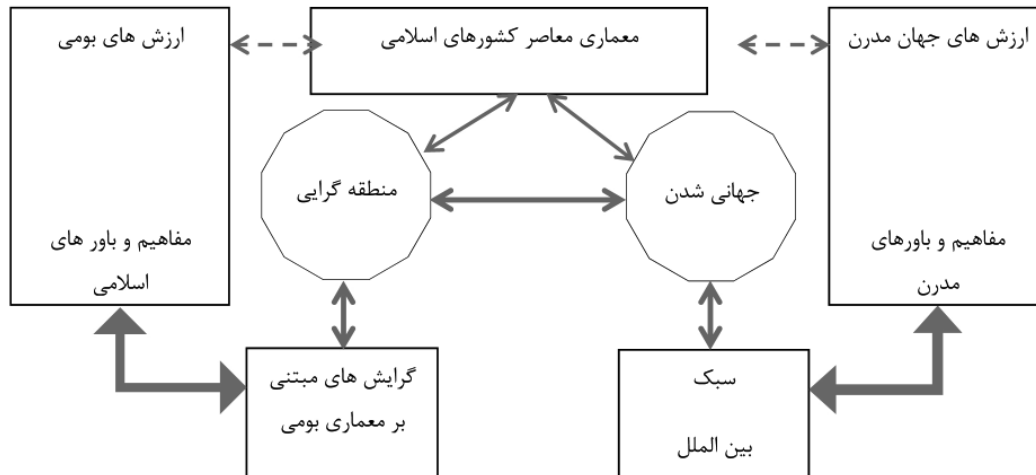 ارزش های جهان مدرن
مفاهیم و باورهای
مدرن
معماری معاصر کشورهای اسلامی
ارزش های بومی
مفاهیم و باور های
اسلامی
جهانی شدن
منطقه گرایی
سبک
بین الملل
گرایش های مبتنی
بر معماری بومی